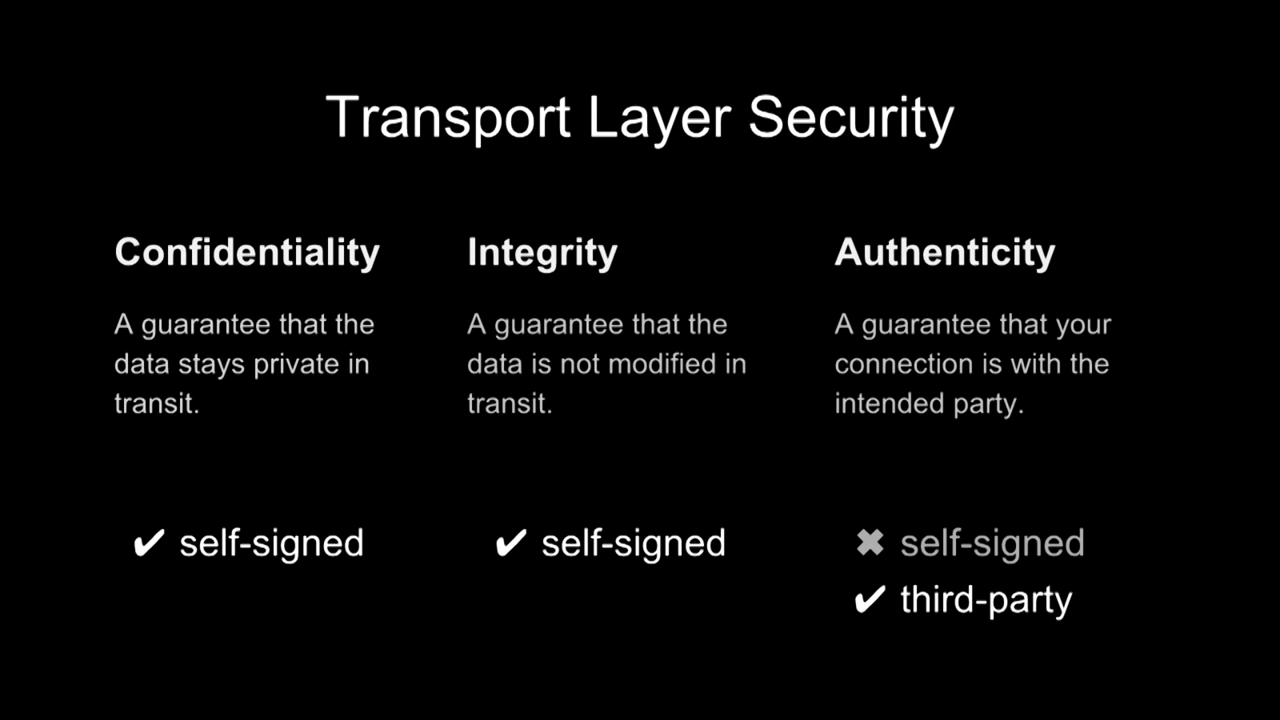 Transport Layer Security
Confidentiality
A guarantee that the
data stays private in
transit.
✔ self-signed
Integrity
A guarantee that the
data is not modified in
transit.
✔ self-signed
Authenticity
A guarantee that your
connection is with the
intended party.
✖ self-signed
✔ third-party